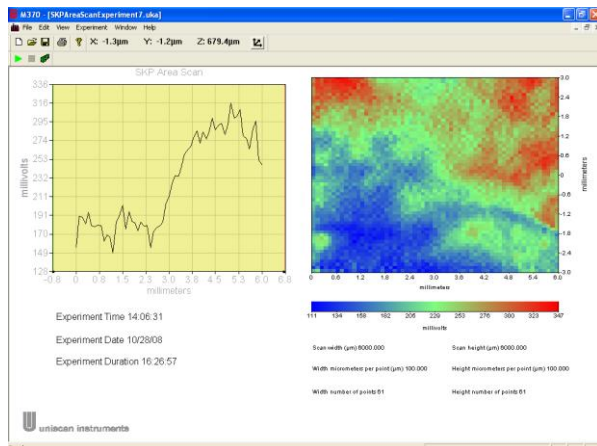 M370 - [SKPAreaScanExperiment7.uka]
File Edit View Experiment Window Help
X: -1.3µm Y: -1.2µm Z: 679.4µm
SKP Area Scan
336
316
295
274
253
232
211
191
170
149
128
millivolts
-0.8 0 0.7 1.5 2.2 3.0 3.8 4.5 5.2 6.0 6.8
millimeters
3.0
2.4
1.8
1.2
0.6
0
-0.6
-1.2
-1.8
-2.4
-3.0
millimeters
0 0.6 1.2 1.8 2.4 3.0 3.6 4.2 4.8 5.4 6.0
millimeters
111 134 158 182 205 229 253 276 300 323 347
millivolts
Experiment Time 14:06:31
Experiment Date 10/28/08
Experiment Duration 16:26:57
Scan width (µm) 6000.000 Scan height (µm) 6000.000
Width micrometers per point (µm) 100.000 Height micrometers per point (µm) 100.000
Width number of points 61 Height number of points 61
uniscan instruments